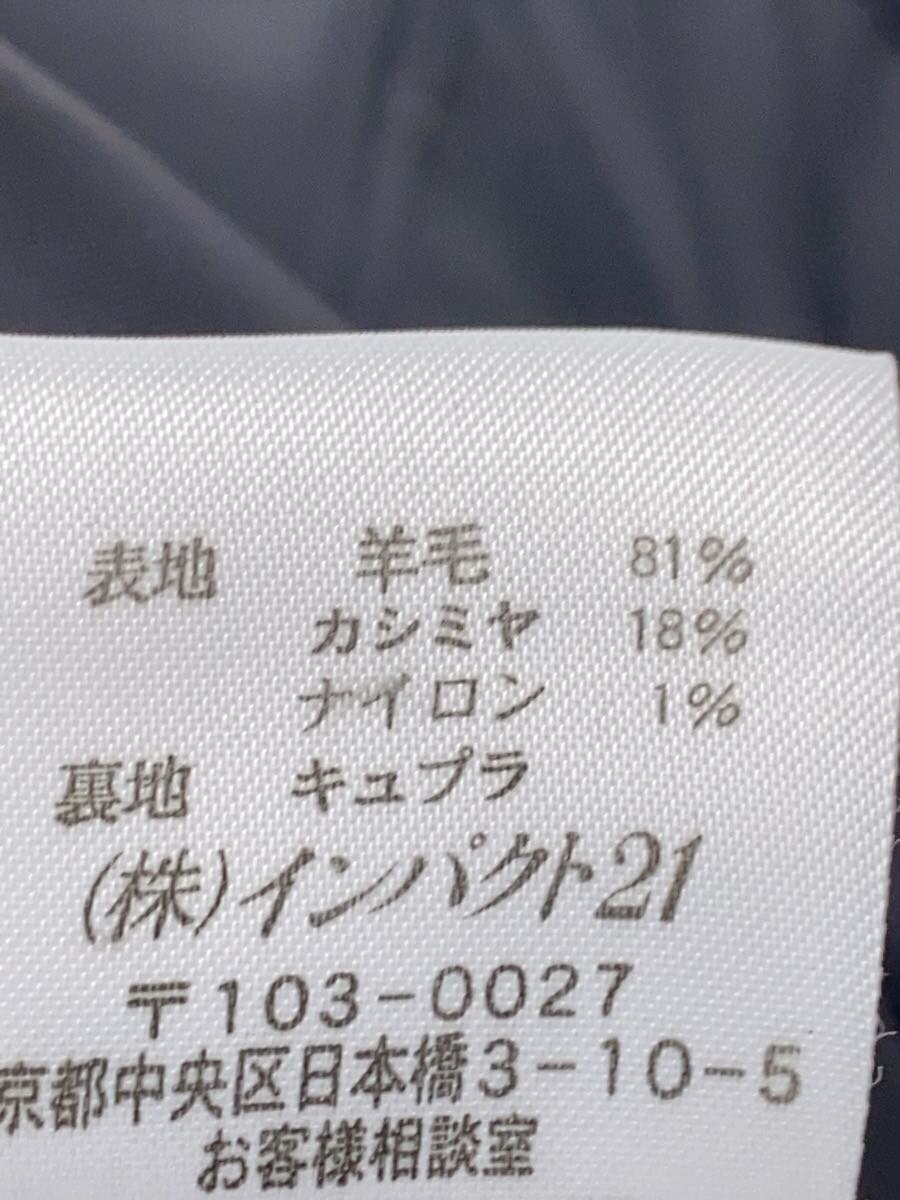 表地 羊毛 81%
カシミヤ 18%
ナイロン 1%
裏地 キュプラ
(株)インパクト21
〒103-0027
京都中央区日本橋3-10-5
お客様相談室